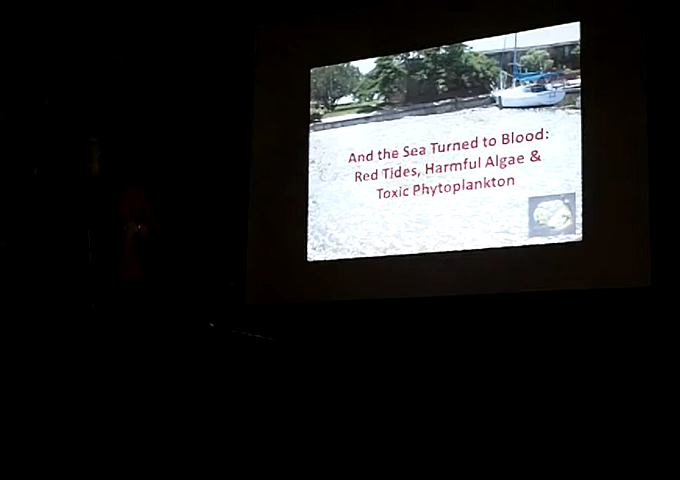 And the Sea Turned to Blood:
Red Tides, Harmful Algae &
Toxic Phytoplankton